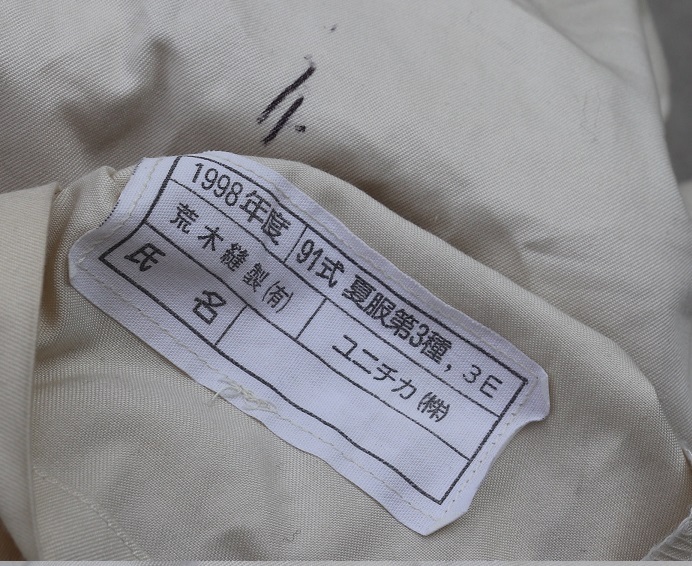 1998年度 91式 夏服第3種, 3E
荒木縫製(有) ユニチカ(株)
氏名